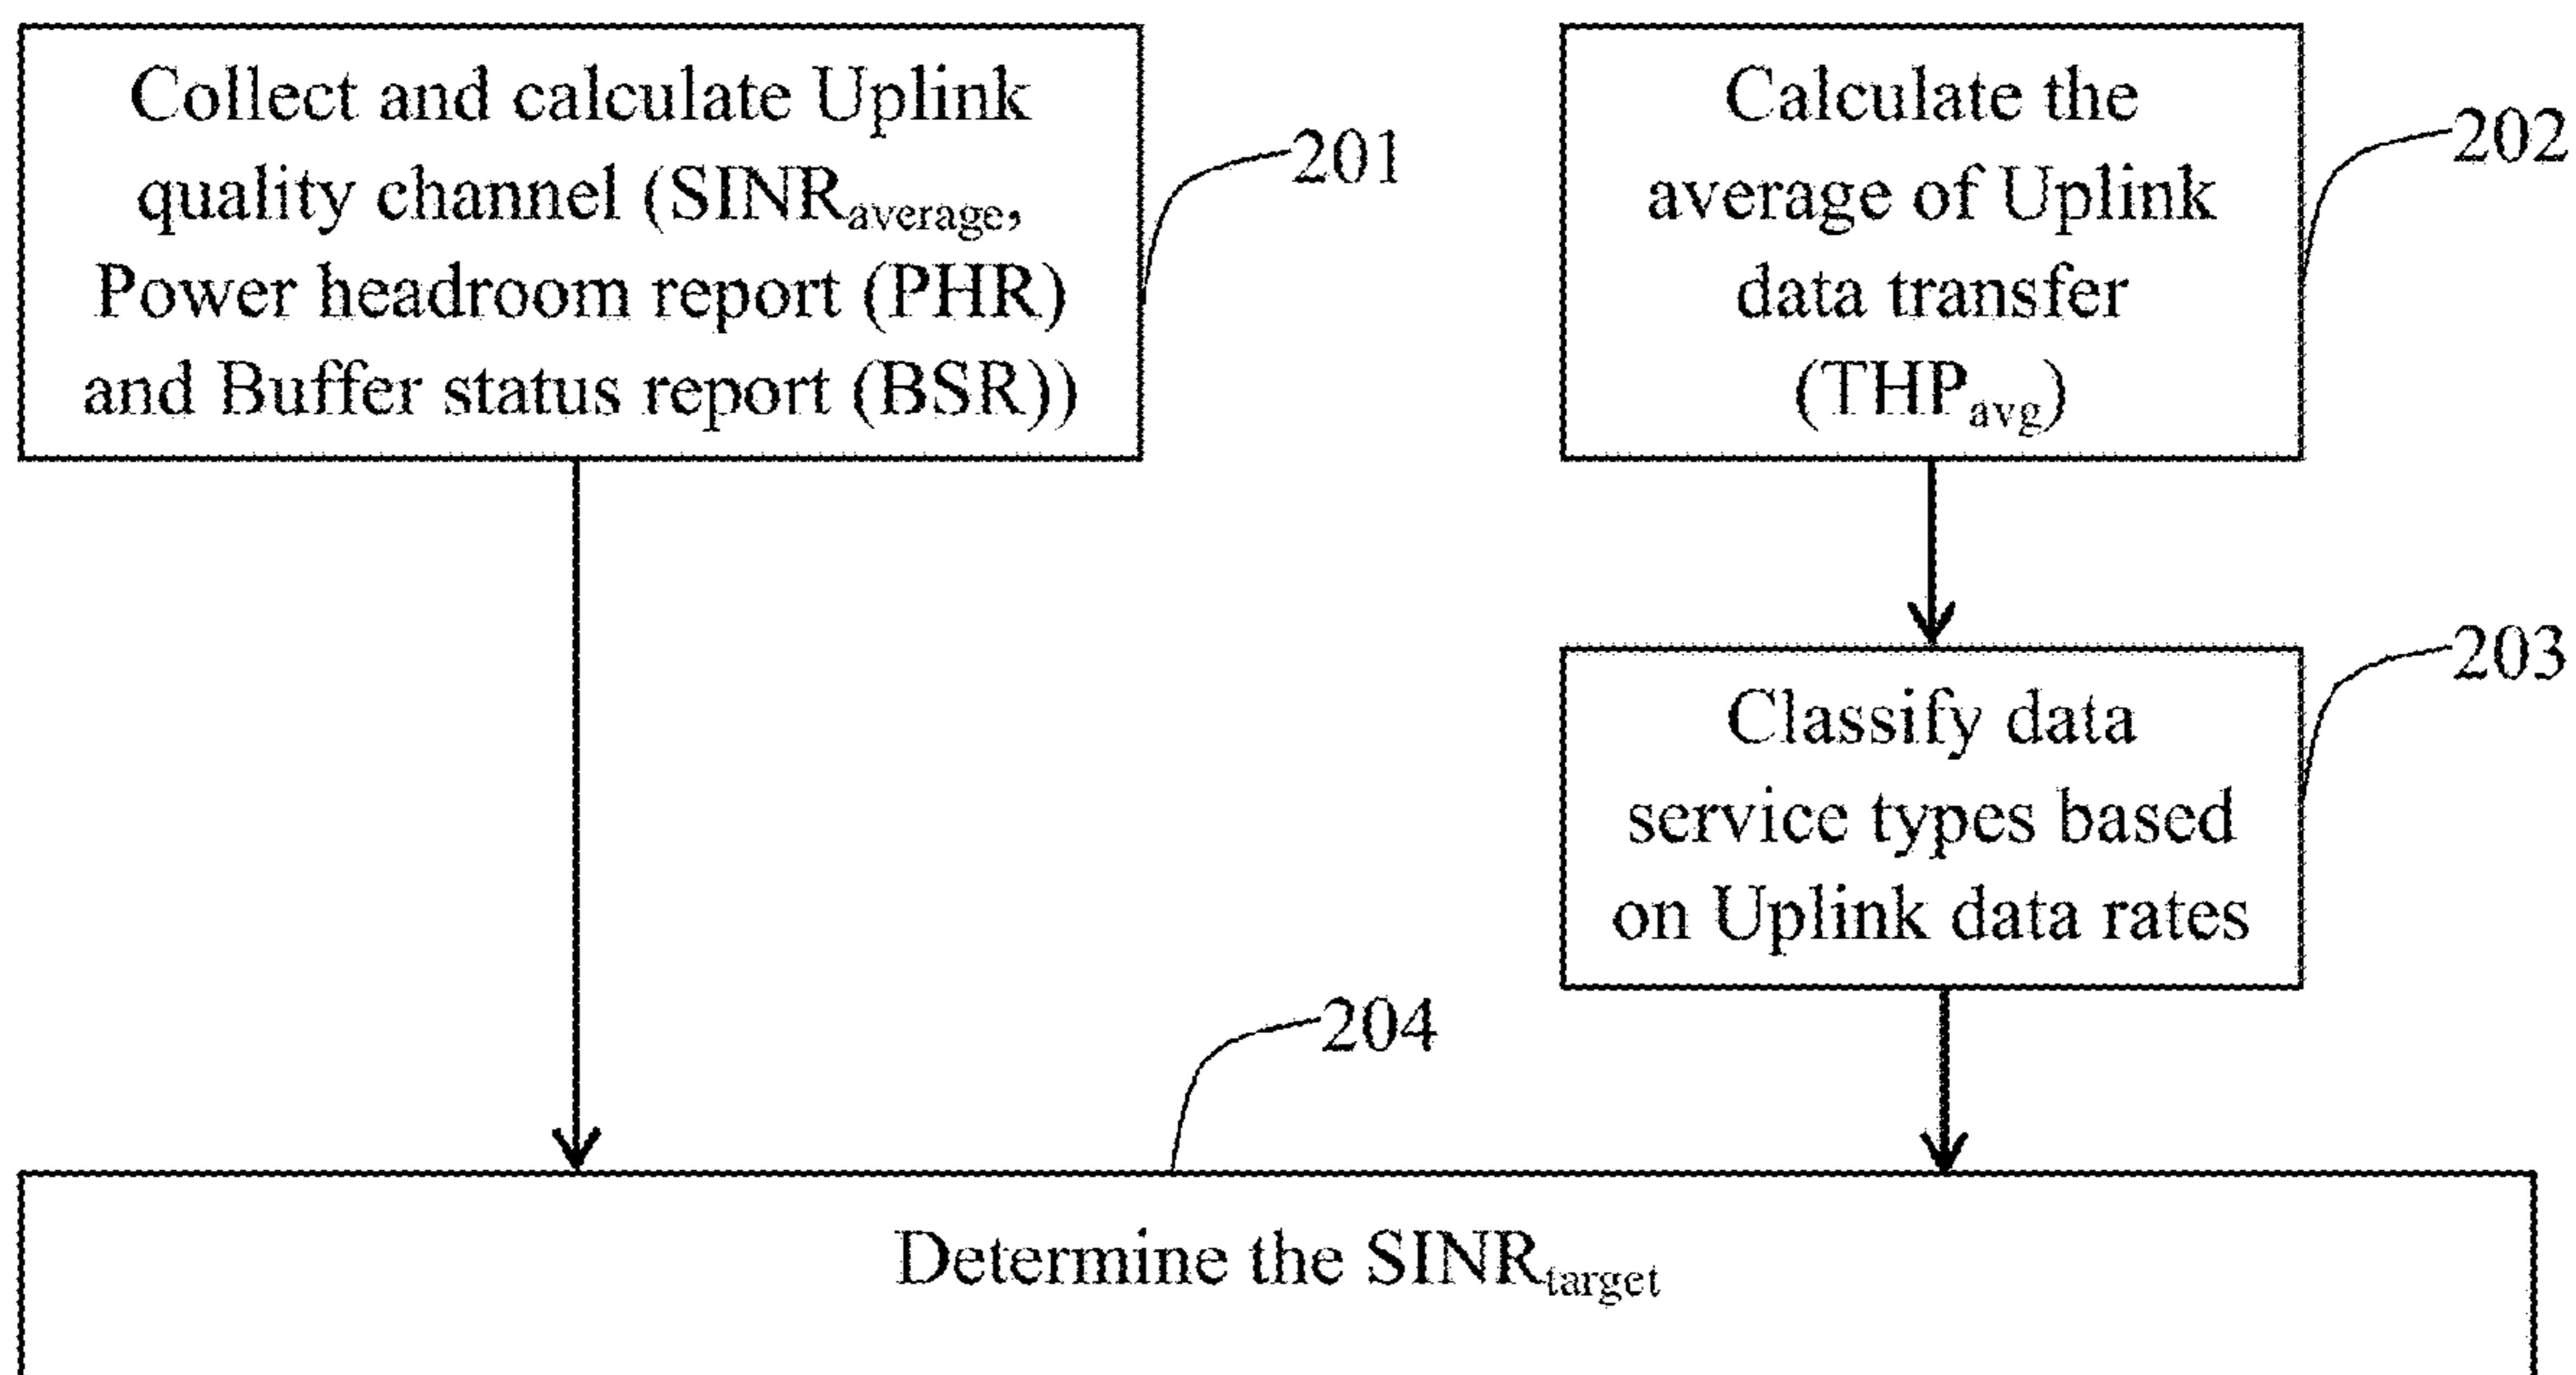 Collect and calculate Uplink
quality channel (SINRaverage,
Power headroom report (PHR)
and Buffer status report (BSR))
201
Calculate the
average of Uplink
data transfer
(THPavg)
202
Classify data
service types based
on Uplink data rates
203
204
Determine the SINRtarget